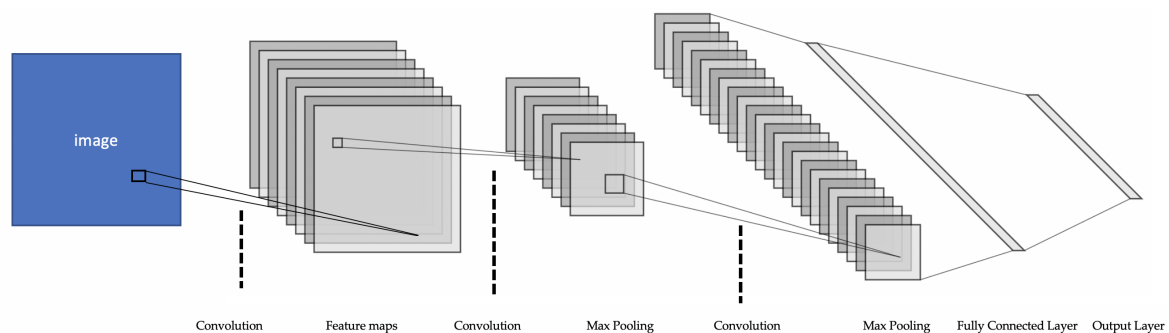 image
Convolution
Feature maps
Convolution
Max Pooling
Convolution
Max Pooling
Fully Connected Layer
Output Layer